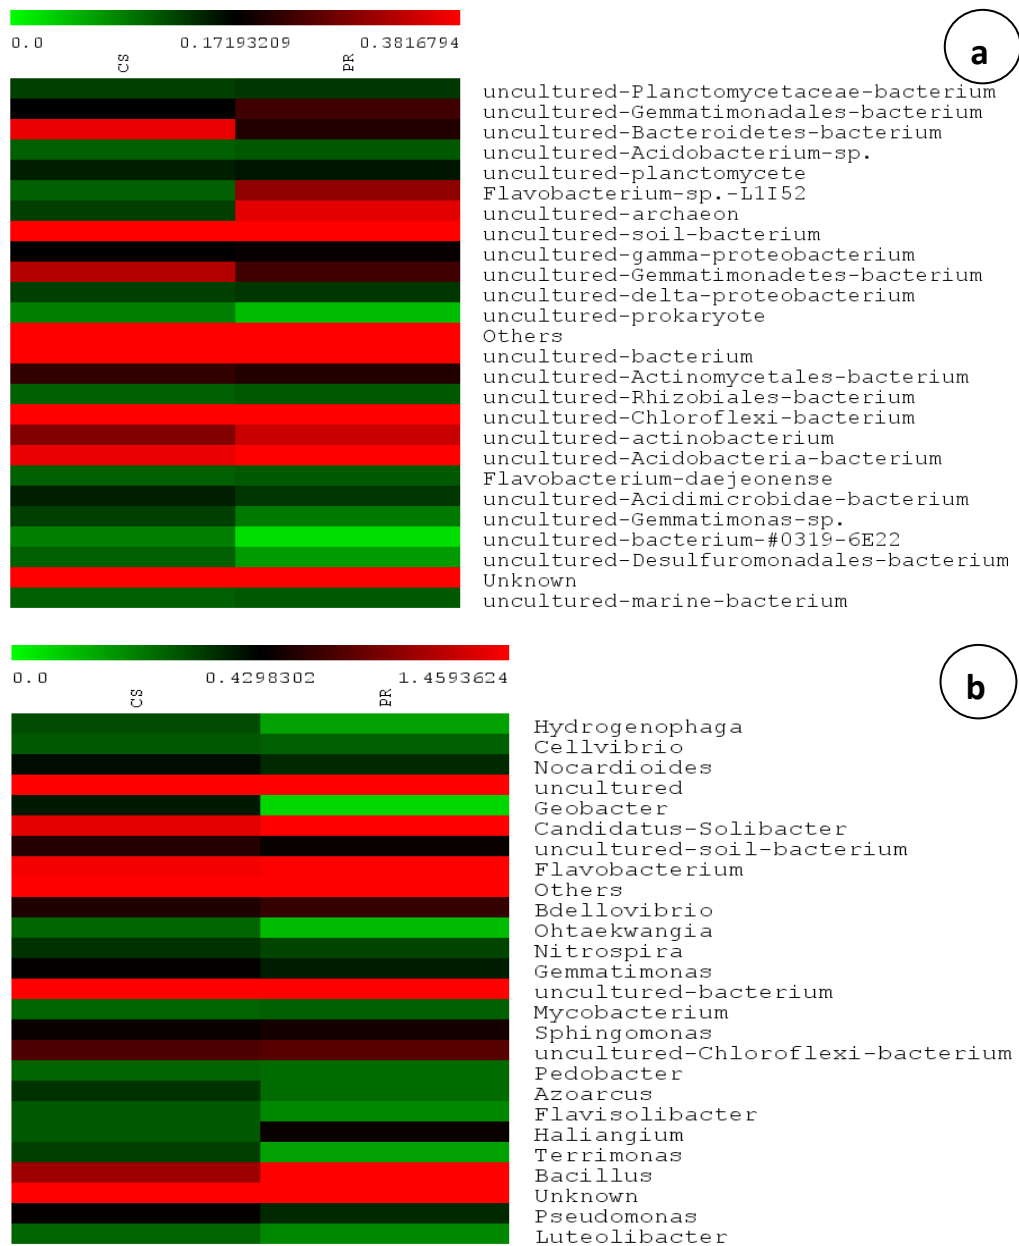 0.0 0.17193209 0.3816794
CS PR
a
uncultured-Planctomycetaceae-bacterium
uncultured-Gemmatimonadales-bacterium
uncultured-Bacteroidetes-bacterium
uncultured-Acidobacterium-sp.
uncultured-planctomycete
Flavobacterium-sp.-L1I52
uncultured-archaeon
uncultured-soil-bacterium
uncultured-gamma-proteobacterium
uncultured-Gemmatimonadetes-bacterium
uncultured-delta-proteobacterium
uncultured-prokaryote
Others
uncultured-bacterium
uncultured-Actinomycetales-bacterium
uncultured-Rhizobiales-bacterium
uncultured-Chloroflexi-bacterium
uncultured-actinobacterium
uncultured-Acidobacteria-bacterium
Flavobacterium-daejeonense
uncultured-Acidimicrobidae-bacterium
uncultured-Gemmatimonas-sp.
uncultured-bacterium-#0319-6E22
uncultured-Desulfuromonadales-bacterium
Unknown
uncultured-marine-bacterium
0.0 0.4298302 1.4593624
CS PR
b
Hydrogenophaga
Cellvibrio
Nocardioides
uncultured
Geobacter
Candidatus-Solibacter
uncultured-soil-bacterium
Flavobacterium
Others
Bdellovibrio
Ohtaekwangia
Nitrospira
Gemmatimonas
uncultured-bacterium
Mycobacterium
Sphingomonas
uncultured-Chloroflexi-bacterium
Pedobacter
Azoarcus
Flavisolibacter
Haliangium
Terrimonas
Bacillus
Unknown
Pseudomonas
Luteolibacter